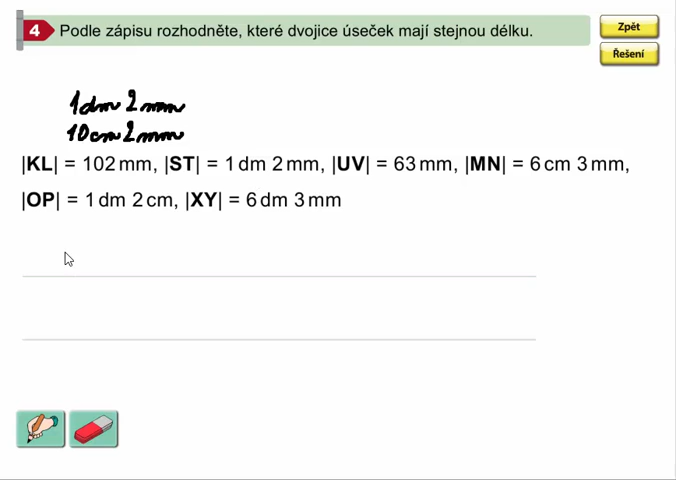 4 Podle zápisu rozhodněte, které dvojice úseček mají stejnou délku.
Zpět
Řešení
1dm 2mm
10cm 2mm
|KL| = 102 mm, |ST| = 1 dm 2 mm, |UV| = 63 mm, |MN| = 6 cm 3 mm,
|OP| = 1 dm 2 cm, |XY| = 6 dm 3 mm